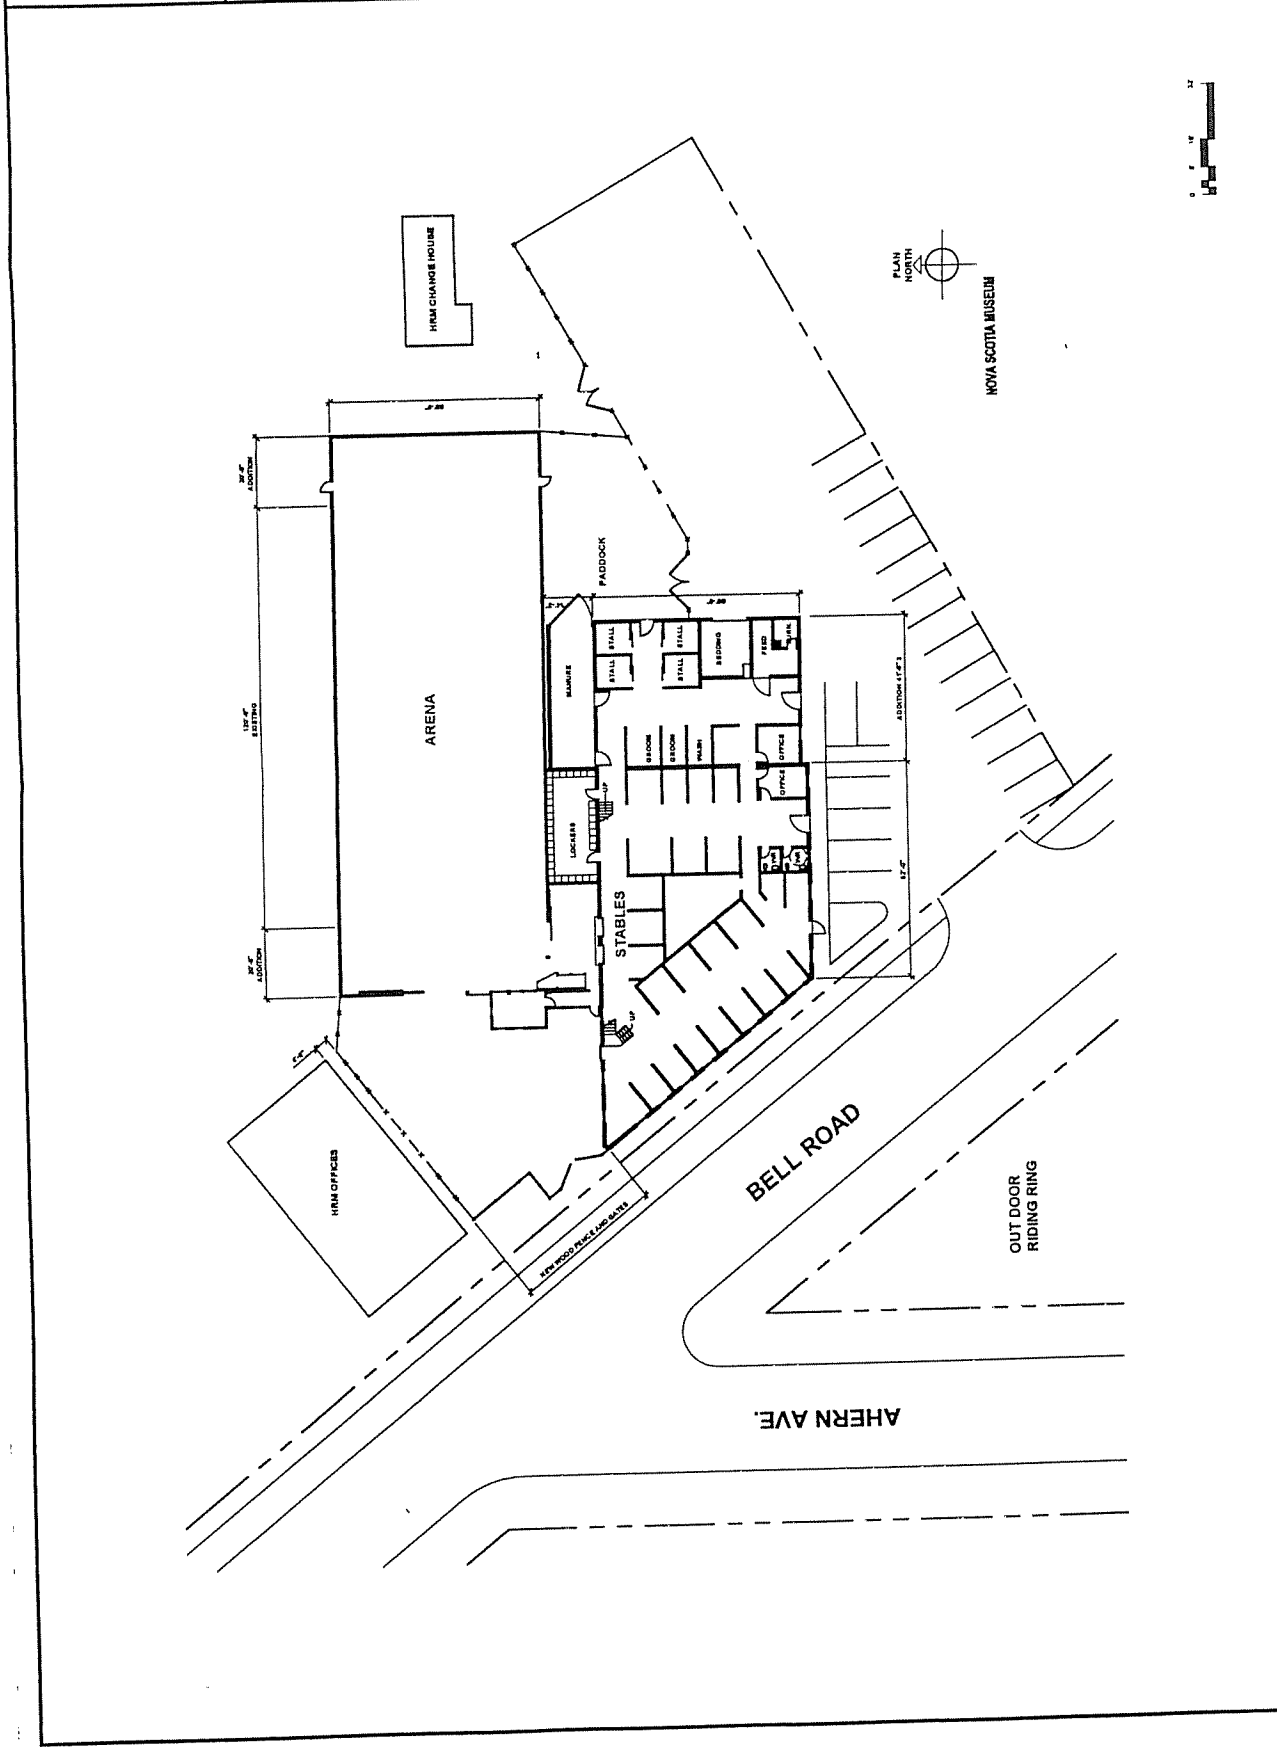 HRM CHANGE HOUSE
PLAN
NORTH
NOVA SCOTIA MUSEUM
ADDITION
EXISTING
ADDITION
ARENA
PADDOCK
MANURE
STALL
STALL
STALL
STALL
BEDDING
FEED
GROOM
GROOM
WASH
OFFICE
OFFICE
LOCKERS
UP
STABLES
UP
HRM OFFICES
NEW WOOD FENCE AND GATES
BELL ROAD
OUT DOOR
RIDING RING
AHERN AVE.